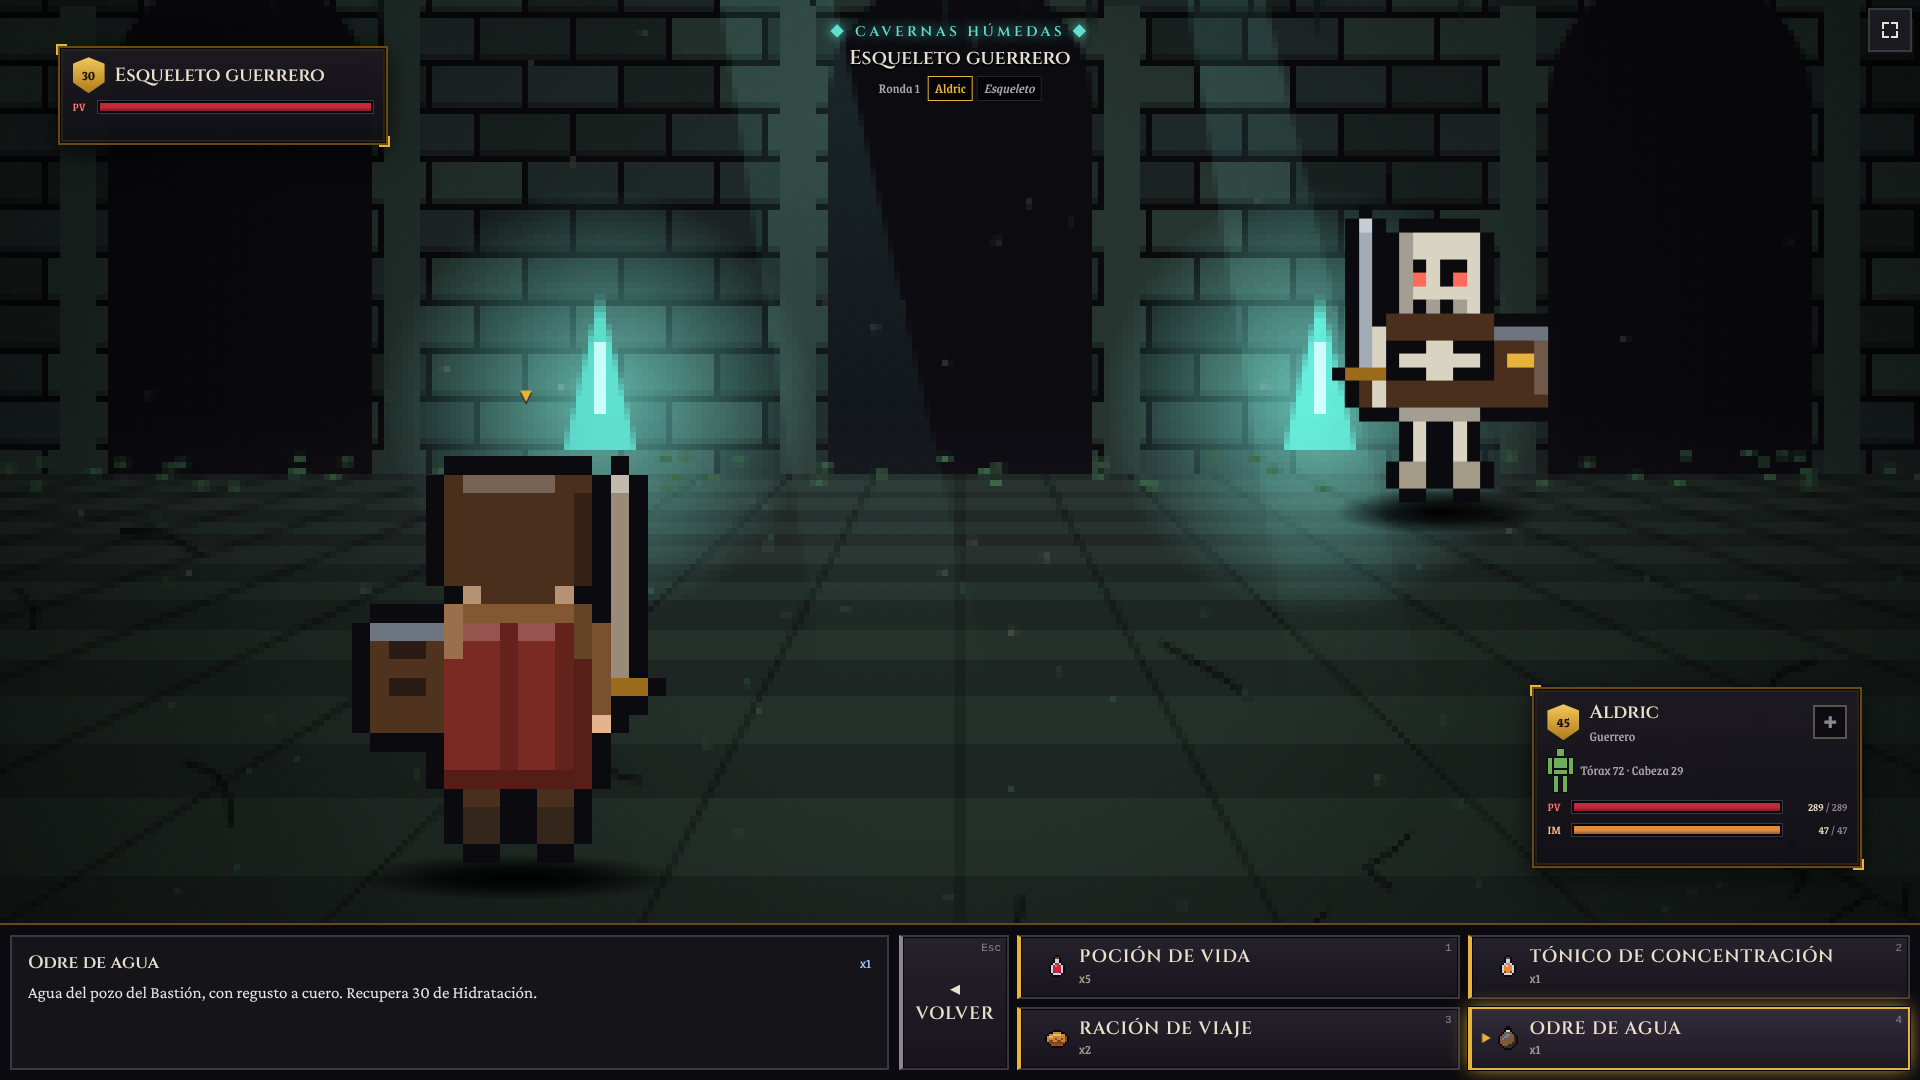 CAVERNAS HÚMEDAS
ESQUELETO GUERRERO
Ronda 1 Aldric Esqueleto
30 ESQUELETO GUERRERO
PV
45 ALDRIC
Guerrero
Tórax 72 · Cabeza 29
PV 289 / 289
IM 47 / 47
ODRE DE AGUA x1
Agua del pozo del Bastión, con regusto a cuero. Recupera 30 de Hidratación.
Esc
VOLVER
POCIÓN DE VIDA 1
x5
TÓNICO DE CONCENTRACIÓN 2
x1
RACIÓN DE VIAJE 3
x2
ODRE DE AGUA 4
x1